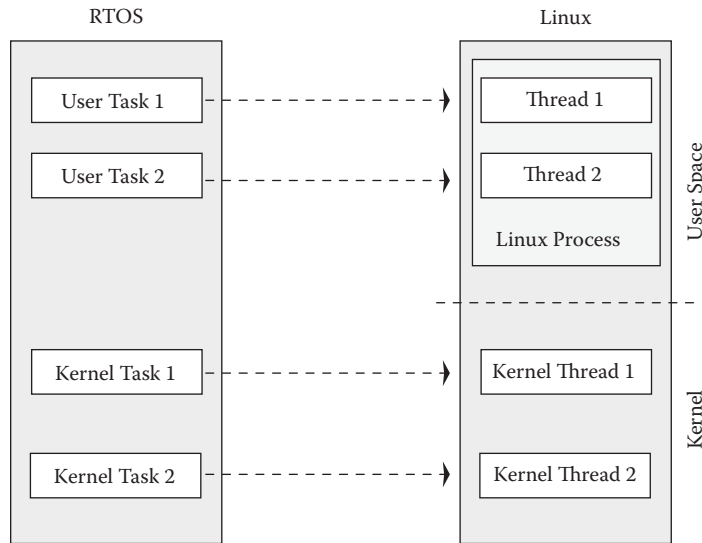 RTOS
Linux
User Task 1
Thread 1
User Task 2
Thread 2
Linux Process
User Space
Kernel Task 1
Kernel Thread 1
Kernel Task 2
Kernel Thread 2
Kernel